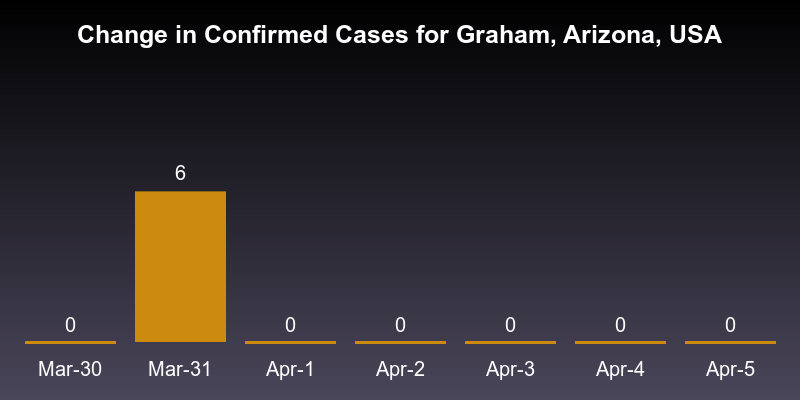 Change in Confirmed Cases for Graham, Arizona, USA
6
0 0 0 0 0 0
Mar-30 Mar-31 Apr-1 Apr-2 Apr-3 Apr-4 Apr-5